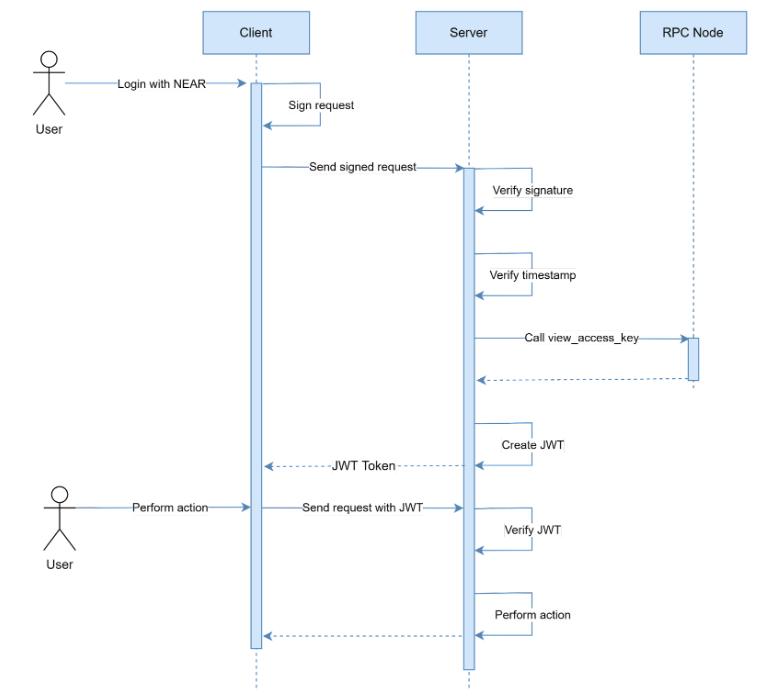 Client
Server
RPC Node
Login with NEAR
User
Sign request
Send signed request
Verify signature
Verify timestamp
Call view_access_key
Create JWT
JWT Token
Perform action
User
Send request with JWT
Verify JWT
Perform action